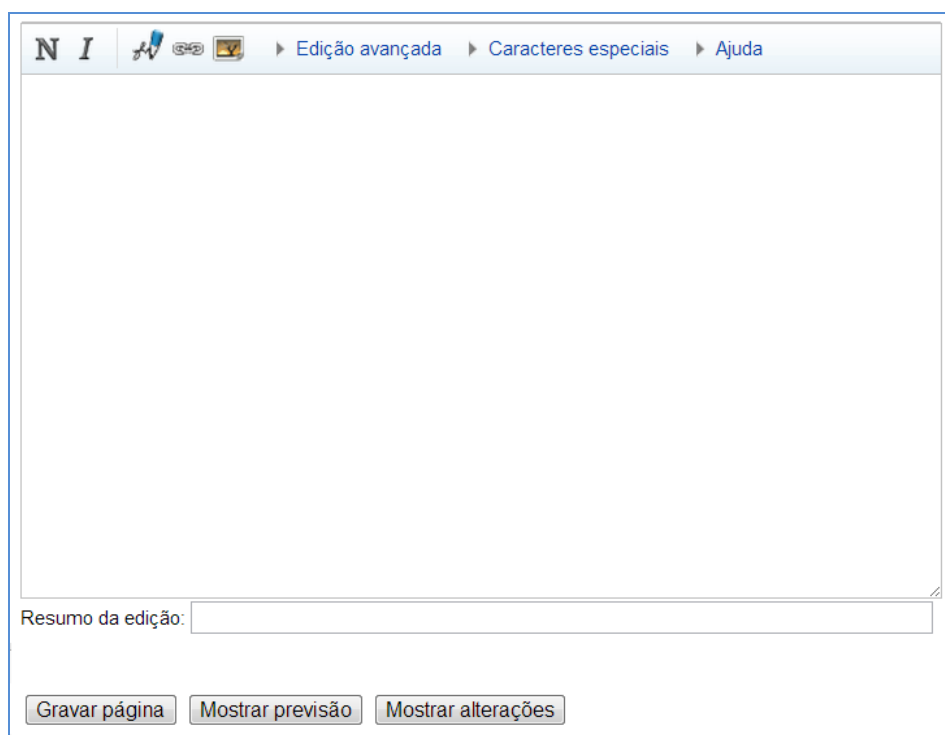 N I Edição avançada Caracteres especiais Ajuda
Resumo da edição:
Gravar página Mostrar previsão Mostrar alterações